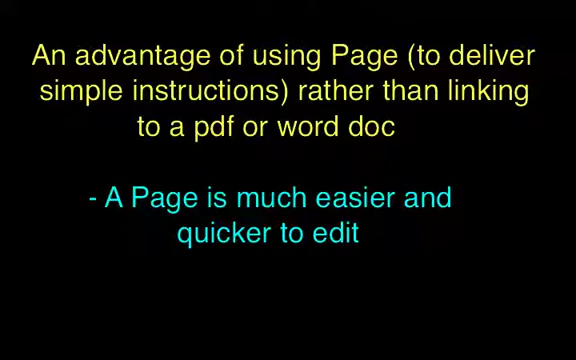 An advantage of using Page (to deliver
simple instructions) rather than linking
to a pdf or word doc
- A Page is much easier and
quicker to edit